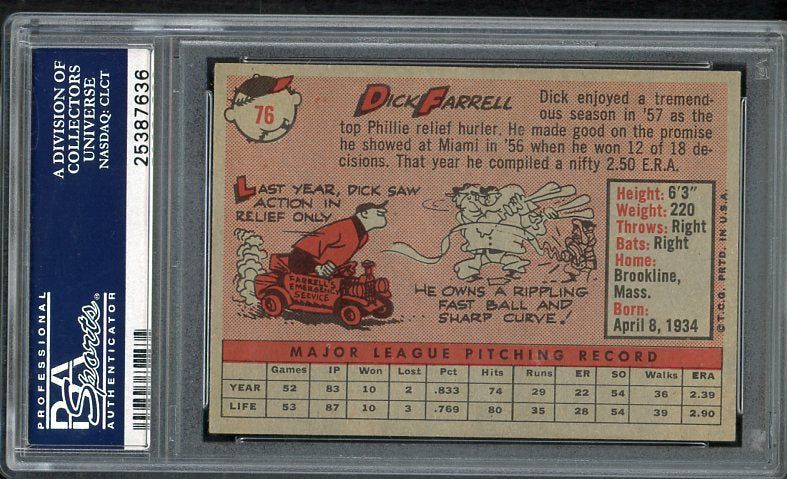 A DIVISION OF
COLLECTORS
UNIVERSE
NASDAQ: CLCT
25387636
PROFESSIONAL
PSA
Sports®
AUTHENTICATOR
76
DICK FARRELL
Dick enjoyed a tremend-
ous season in '57 as the
top Phillie relief hurler. He made good on the promise
he showed at Miami in '56 when he won 12 of 18 de-
cisions. That year he compiled a nifty 2.50 E.R.A.
LAST YEAR, DICK SAW
ACTION IN
RELIEF ONLY
FARRELL'S
EMERGENCY
SERVICE
HE OWNS A RIPPLING
FAST BALL AND
SHARP CURVE!
Height: 6'3"
Weight: 220
Throws: Right
Bats: Right
Home:
Brookline,
Mass.
Born:
April 8, 1934
©T.C.G. PRTD. IN U.S.A.
MAJOR LEAGUE PITCHING RECORD
Games IP Won Lost Pct Hits Runs ER SO Walks ERA
YEAR 52 83 10 2 .833 74 29 22 54 36 2.39
LIFE 53 87 10 3 .769 80 35 28 54 39 2.90